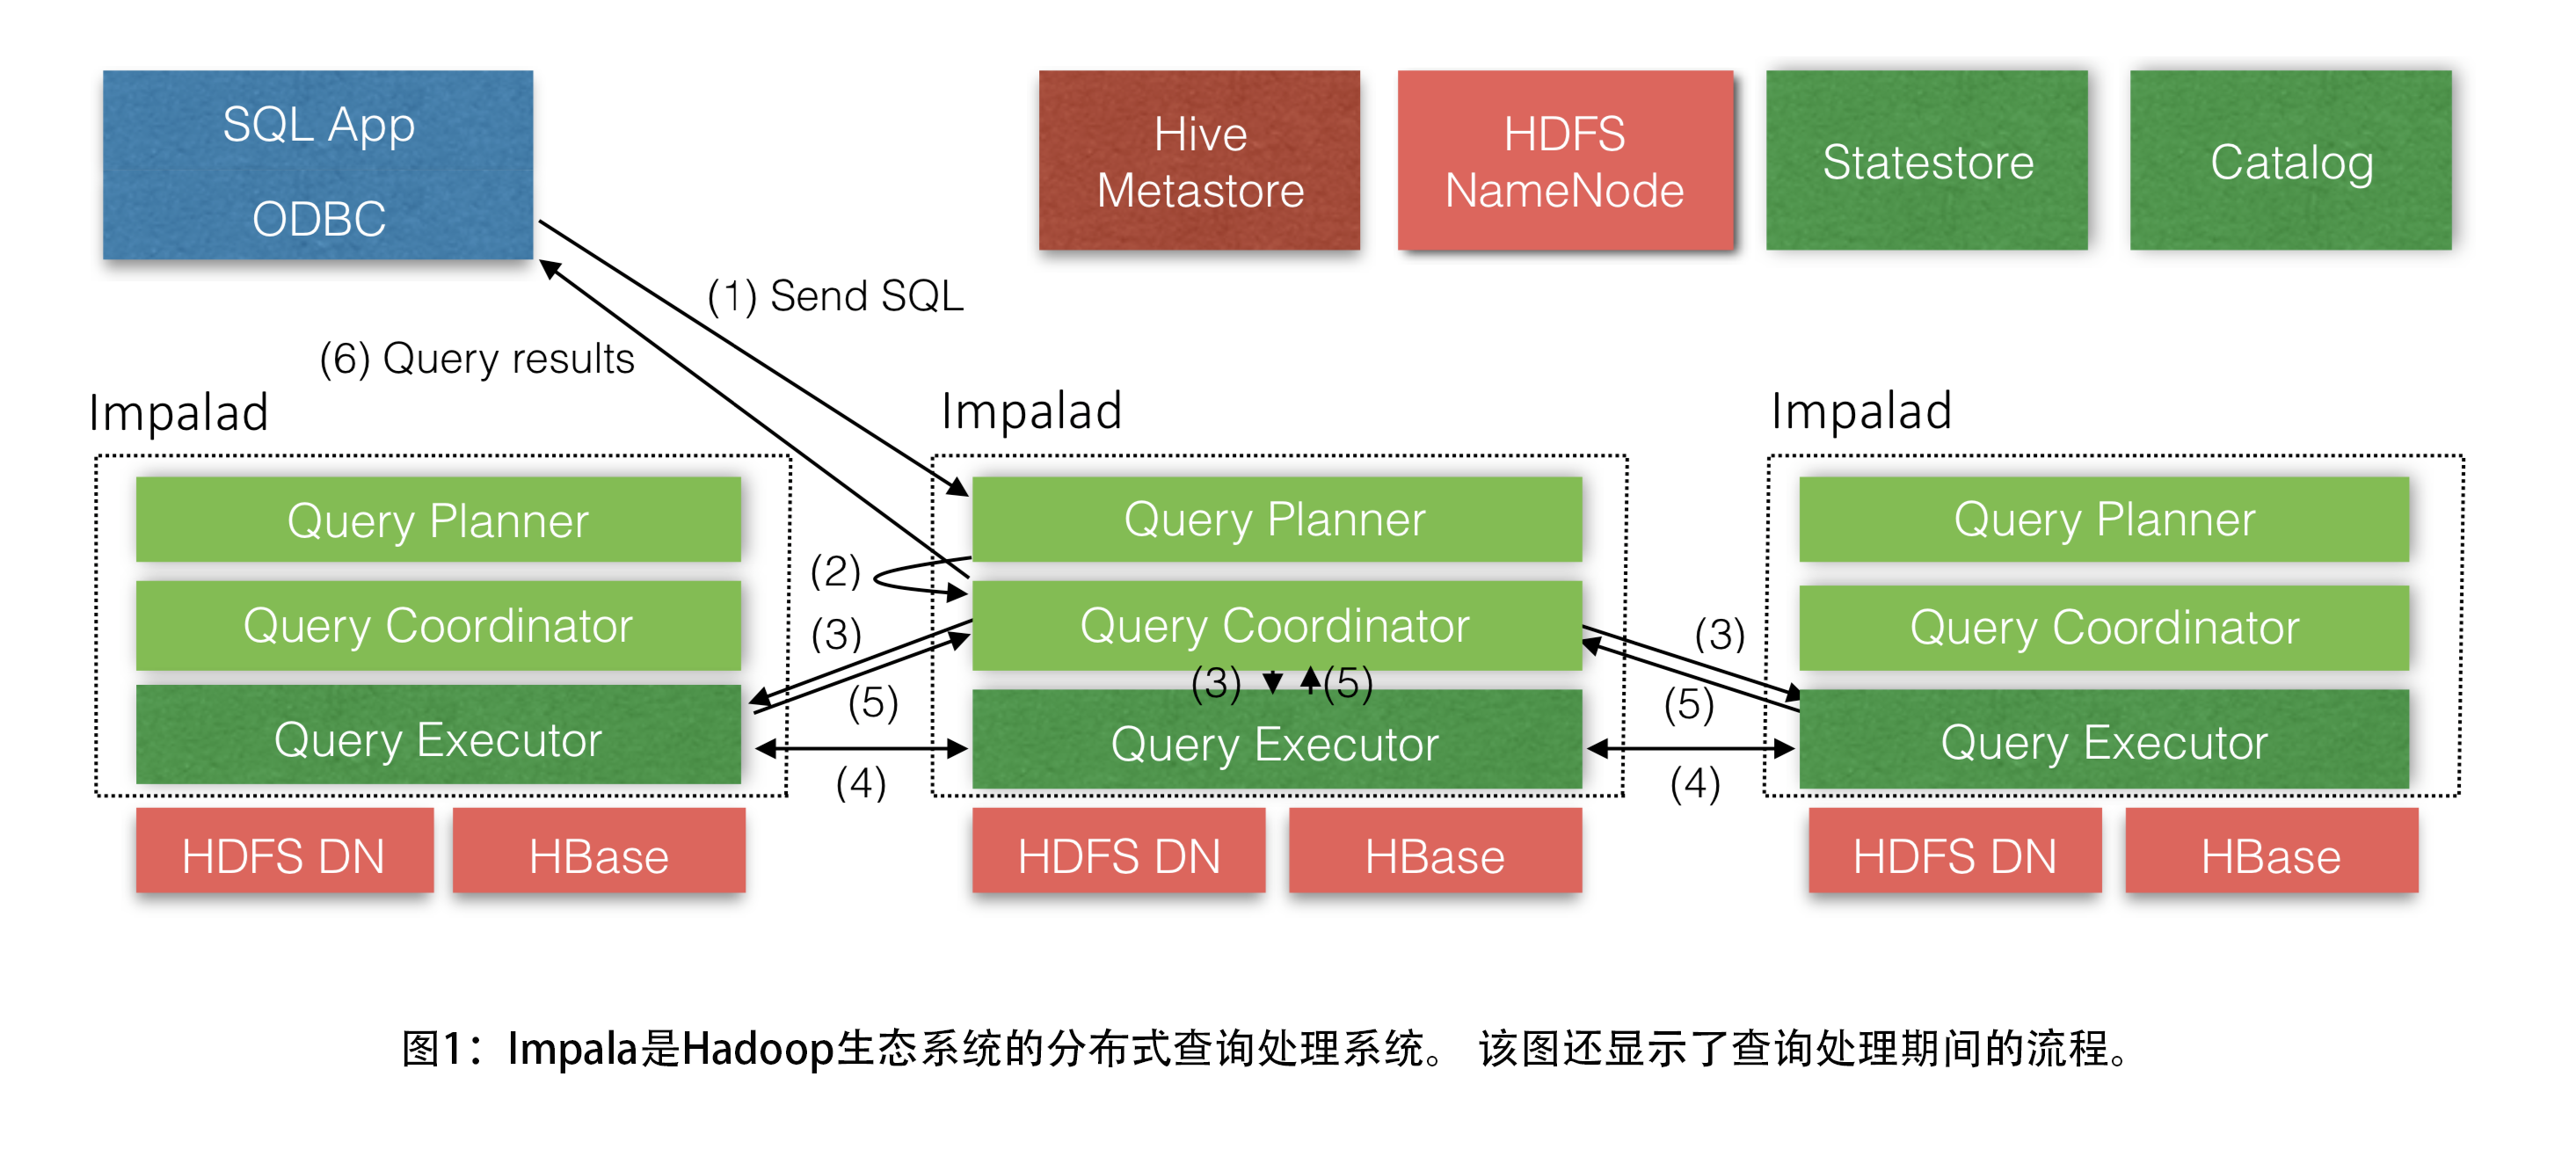 SQL App
ODBC
Hive
Metastore
HDFS
NameNode
Statestore
Catalog
(1) Send SQL
(6) Query results
Impalad
Impalad
Impalad
Query Planner
Query Planner
Query Planner
(2)
Query Coordinator
Query Coordinator
Query Coordinator
(3)
(3)
(3)
(5)
(5)
(5)
Query Executor
Query Executor
Query Executor
(4)
(4)
HDFS DN
HBase
HDFS DN
HBase
HDFS DN
HBase
图1：Impala是Hadoop生态系统的分布式查询处理系统。 该图还显示了查询处理期间的流程。